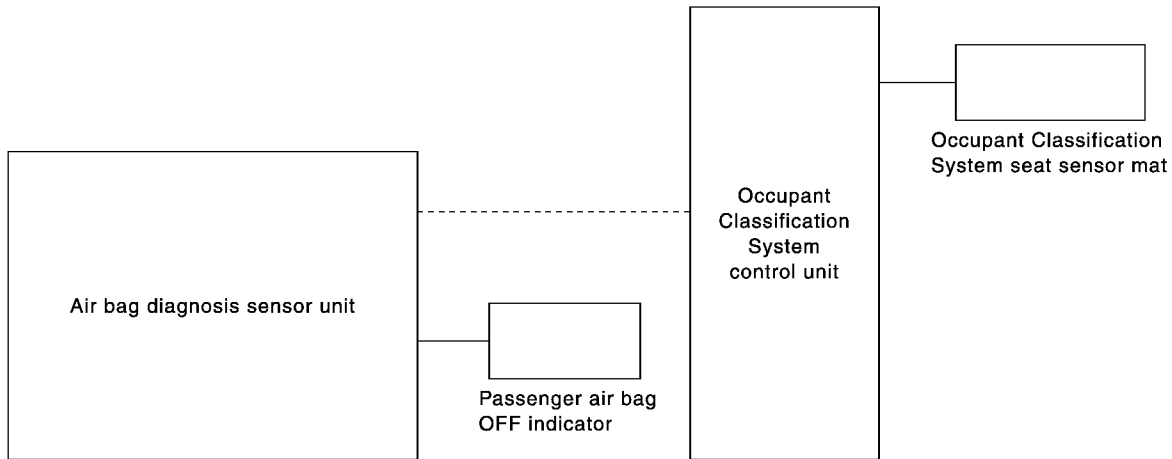 Air bag diagnosis sensor unit
Passenger air bag
OFF indicator
Occupant
Classification
System
control unit
Occupant Classification
System seat sensor mat